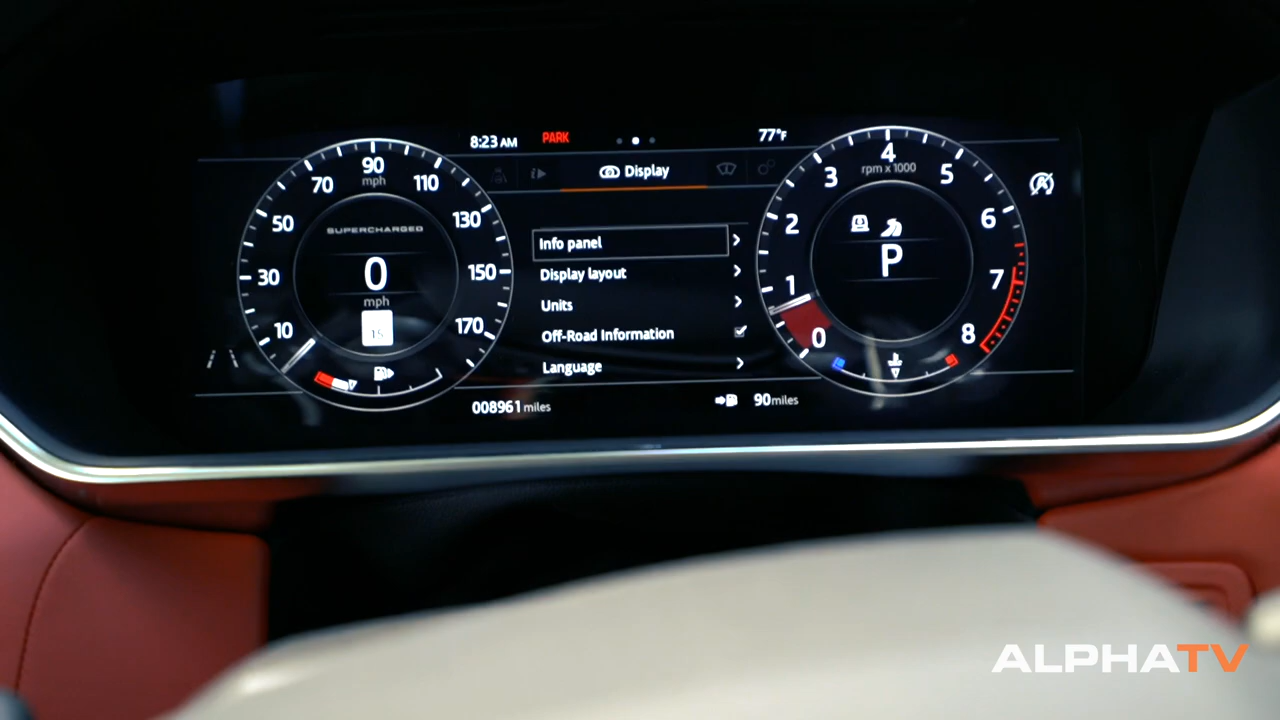 8:23 AM PARK 77°F
Display
90
mph
70 110
50 130
30 150
10 170
SUPERCHARGED
0
mph
15
Info panel
Display layout
Units
Off-Road Information
Language
008961 miles
90 miles
4
rpm x 1000
3 5
2 6
1 7
0 8
P
ALPHATV